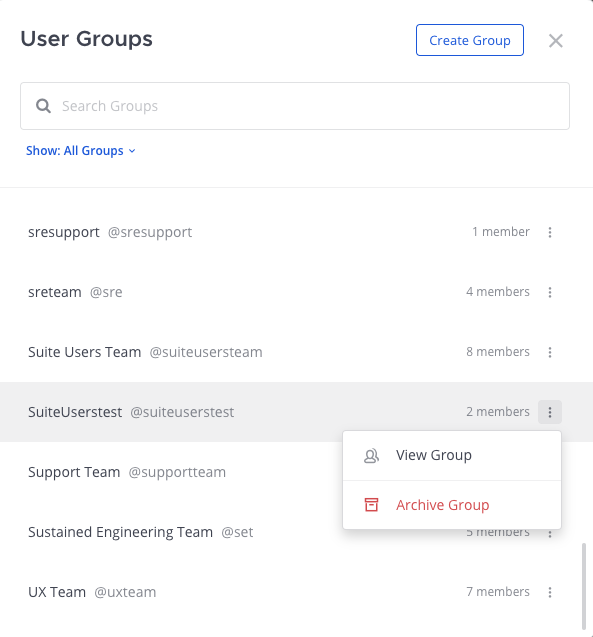 User Groups Create Group
Search Groups
Show: All Groups
sresupport @sresupport 1 member
sreteam @sre 4 members
Suite Users Team @suiteusersteam 8 members
SuiteUserstest @suiteuserstest 2 members
View Group
Support Team @supportteam
Archive Group
Sustained Engineering Team @set 5 members
UX Team @uxteam 7 members